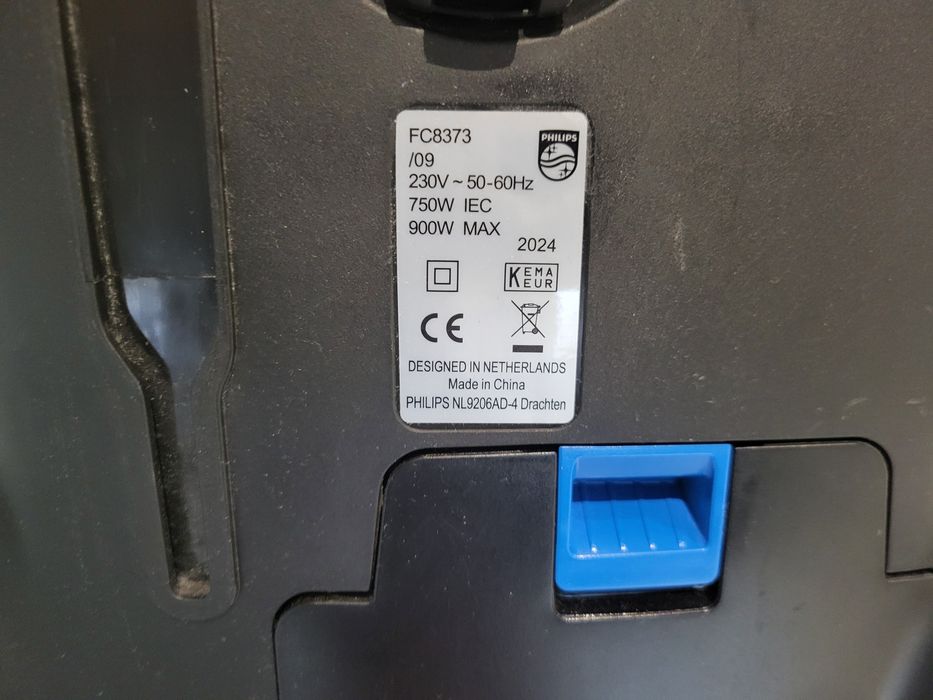 FC8373
PHILIPS
/09
230V ~ 50-60Hz
750W IEC
900W MAX
2024
KEMA
EUR
CE
DESIGNED IN NETHERLANDS
Made in China
PHILIPS NL9206AD-4 Drachten